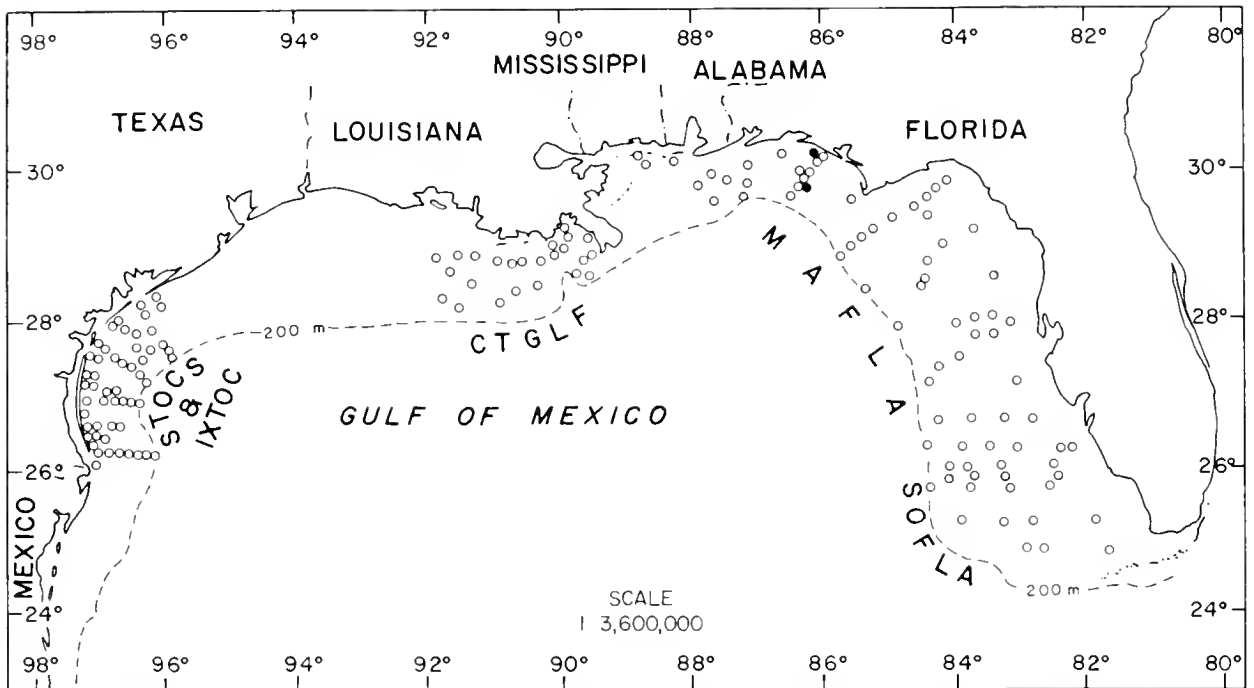 98° 96° 94° 92° 90° 88° 86° 84° 82° 80°
MISSISSIPPI ALABAMA
TEXAS LOUISIANA FLORIDA
30° 30°
MAFLA
28° 28°
200 m
CTGLF
STOCS
&
IXTOC
GULF OF MEXICO
26° 26°
SOFLA
MEXICO
200 m
SCALE
1 3,600,000
24° 24°
98° 96° 94° 92° 90° 88° 86° 84° 82° 80°